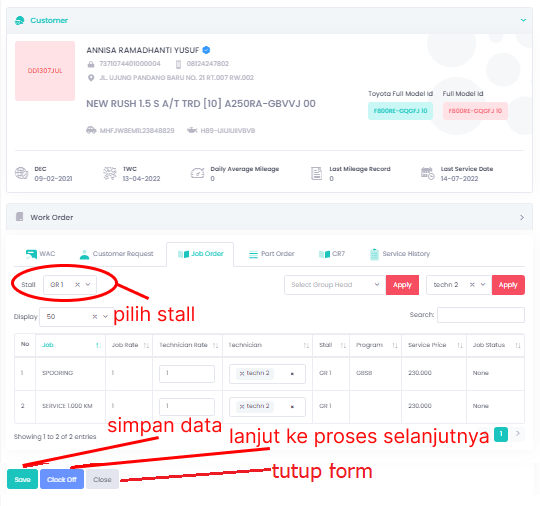 Customer
DD1307JUL
ANNISA RAMADHANTI YUSUF
7371074401000004 08124247802
JL. UJUNG PANDANG BARU NO. 21 RT.007 RW.002
NEW RUSH 1.5 S A/T TRD [10] A250RA-GBVVJ 00
Toyota Full Model Id Full Model Id
F800RE-GQGFJ 10 F800RE-GQGFJ 10
DEC
09-02-2021
TWC
13-04-2022
Daily Average Mileage
0
Last Mileage Record
0
Last Service Date
14-07-2022
Work Order
WAC Customer Request Job Order Part Order CR7 Service History
Stall GR 1 Select Group Head Apply techn 2 Apply
pilih stall
Display 50 Search:
No Job Job Rate Technician Rate Technician Stall Program Service Price Job Status
1 SPOORING 1 1 techn 2 GR 1 GBSB 230.000 None
2 SERVICE 1.000 KM 1 1 techn 2 GR 1 230.000 None
Showing 1 to 2 of 2 entries 1
simpan data
lanjut ke proses selanjutnya
tutup form
Save Clock Off Close